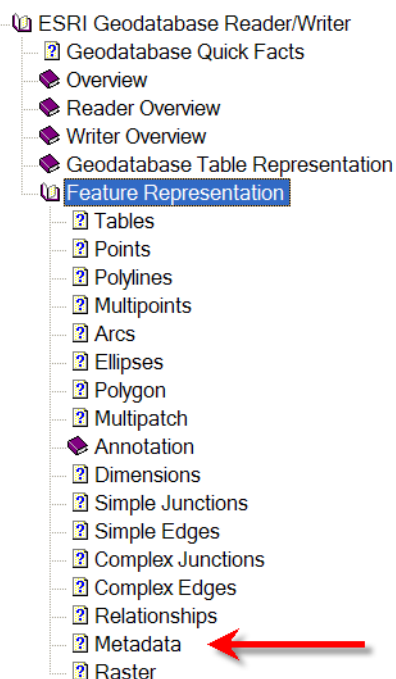 ESRI Geodatabase Reader/Writer
Geodatabase Quick Facts
Overview
Reader Overview
Writer Overview
Geodatabase Table Representation
Feature Representation
Tables
Points
Polylines
Multipoints
Arcs
Ellipses
Polygon
Multipatch
Annotation
Dimensions
Simple Junctions
Simple Edges
Complex Junctions
Complex Edges
Relationships
Metadata
Raster